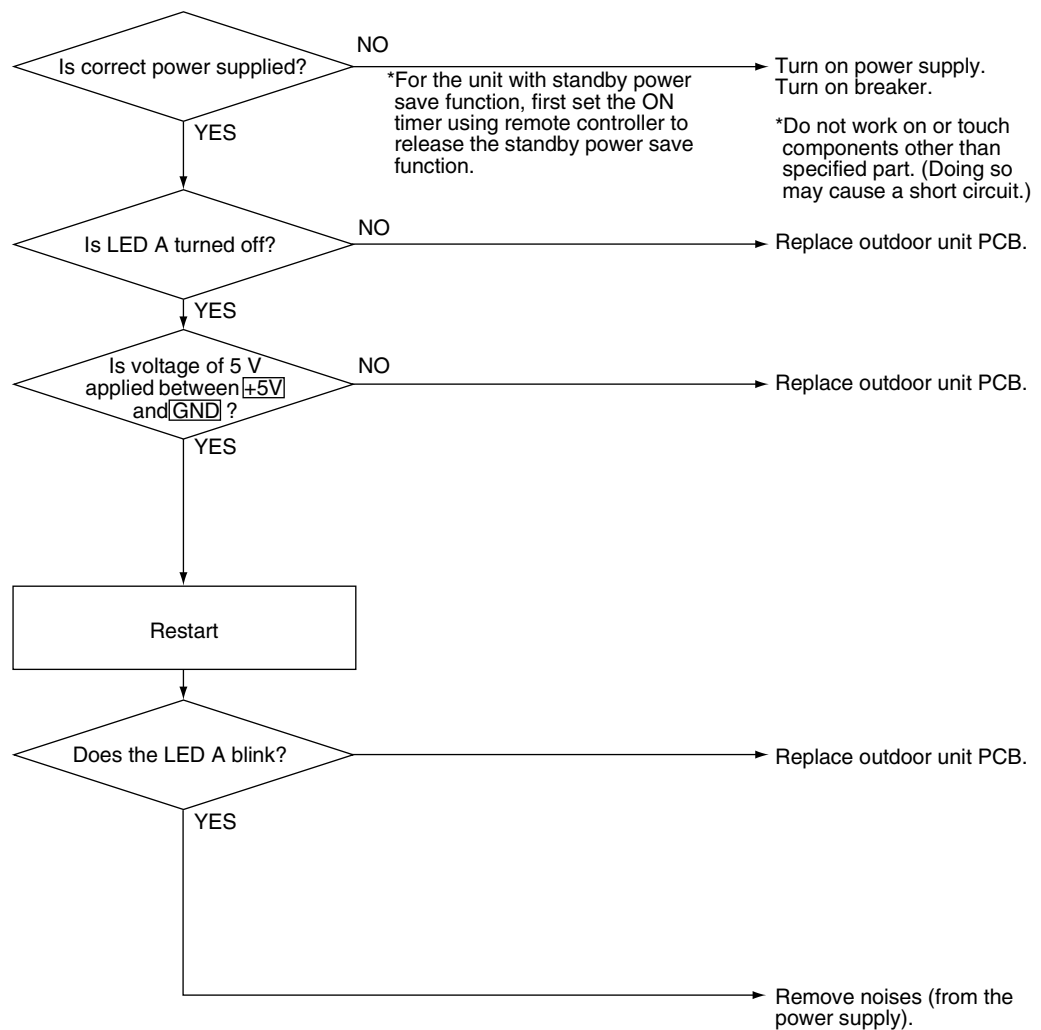 Is correct power supplied?
NO
*For the unit with standby power
save function, first set the ON
timer using remote controller to
release the standby power save
function.
Turn on power supply.
Turn on breaker.
*Do not work on or touch
components other than
specified part. (Doing so
may cause a short circuit.)
YES
Is LED A turned off?
NO
Replace outdoor unit PCB.
YES
Is voltage of 5 V
applied between +5V
and GND ?
NO
Replace outdoor unit PCB.
YES
Restart
Does the LED A blink?
Replace outdoor unit PCB.
YES
Remove noises (from the
power supply).